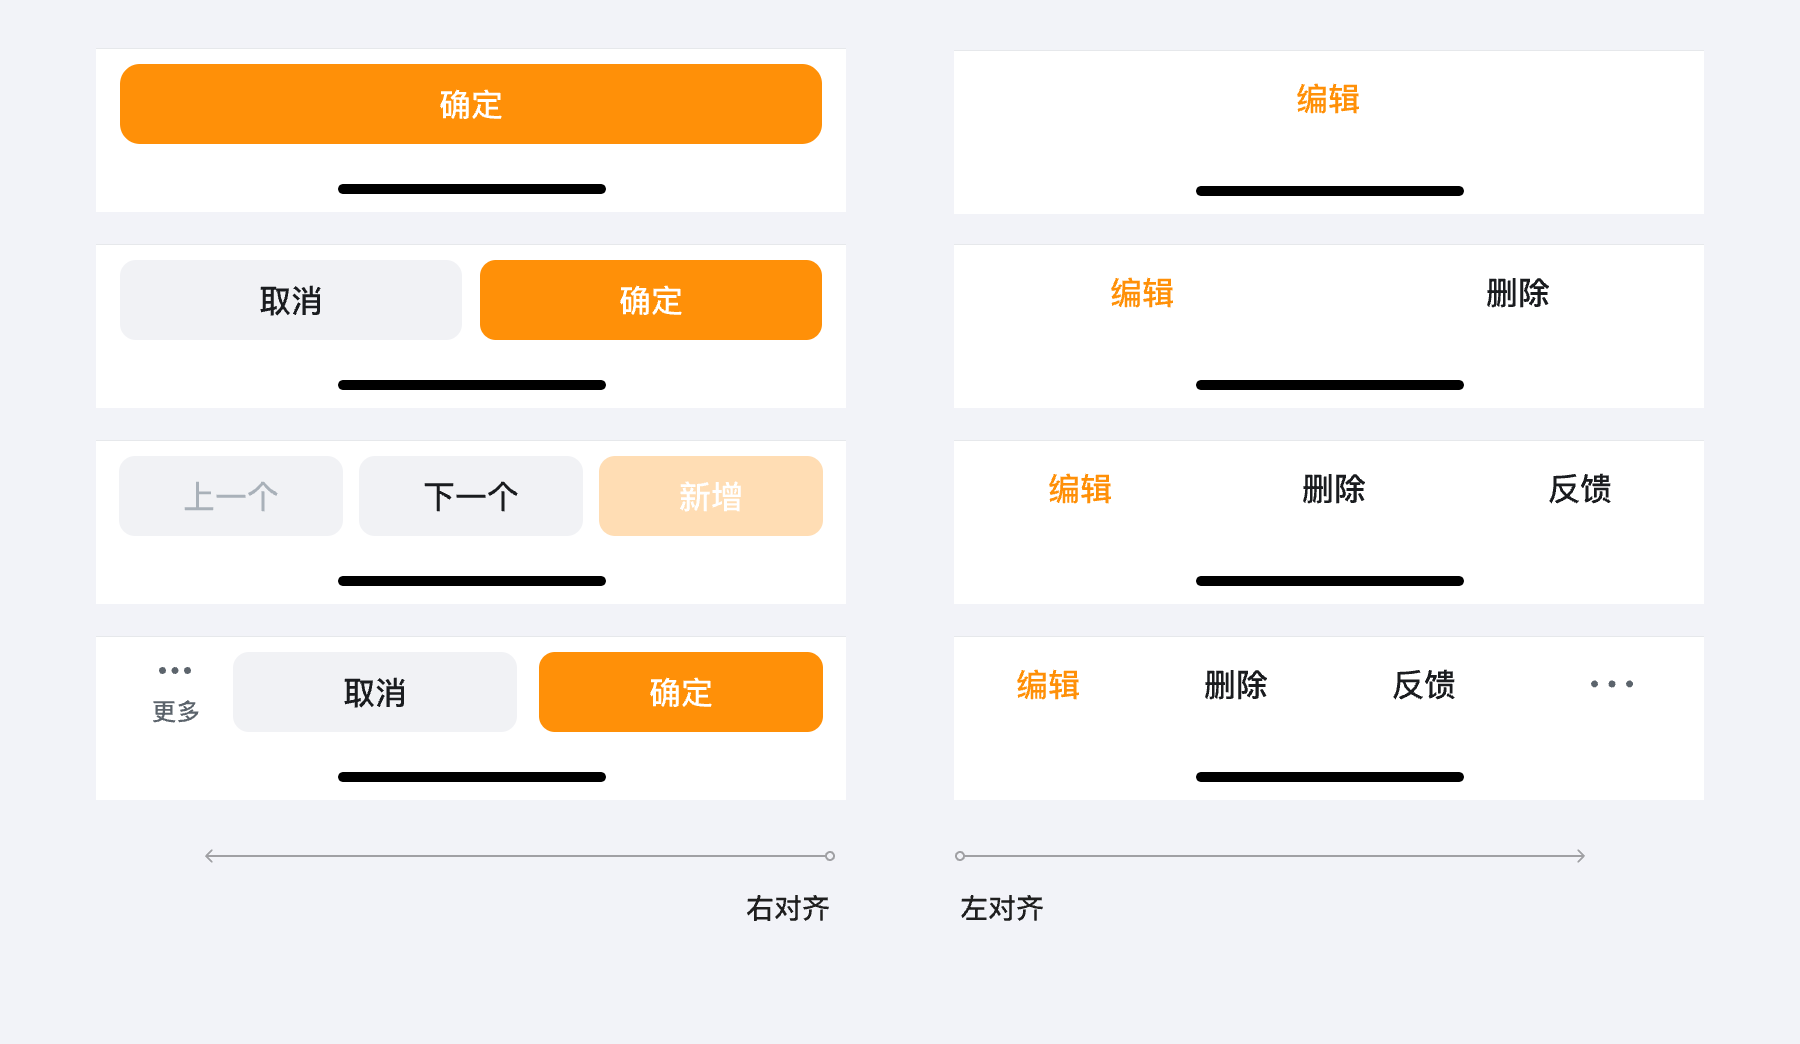 确定
取消 确定
上一个 下一个 新增
更多 取消 确定
右对齐
编辑
编辑 删除
编辑 删除 反馈
编辑 删除 反馈
左对齐